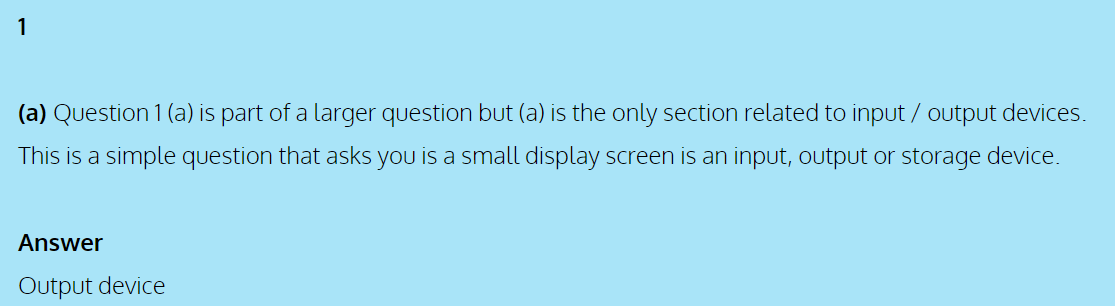 1
(a) Question 1 (a) is part of a larger question but (a) is the only section related to input / output devices.
This is a simple question that asks you is a small display screen is an input, output or storage device.
Answer
Output device